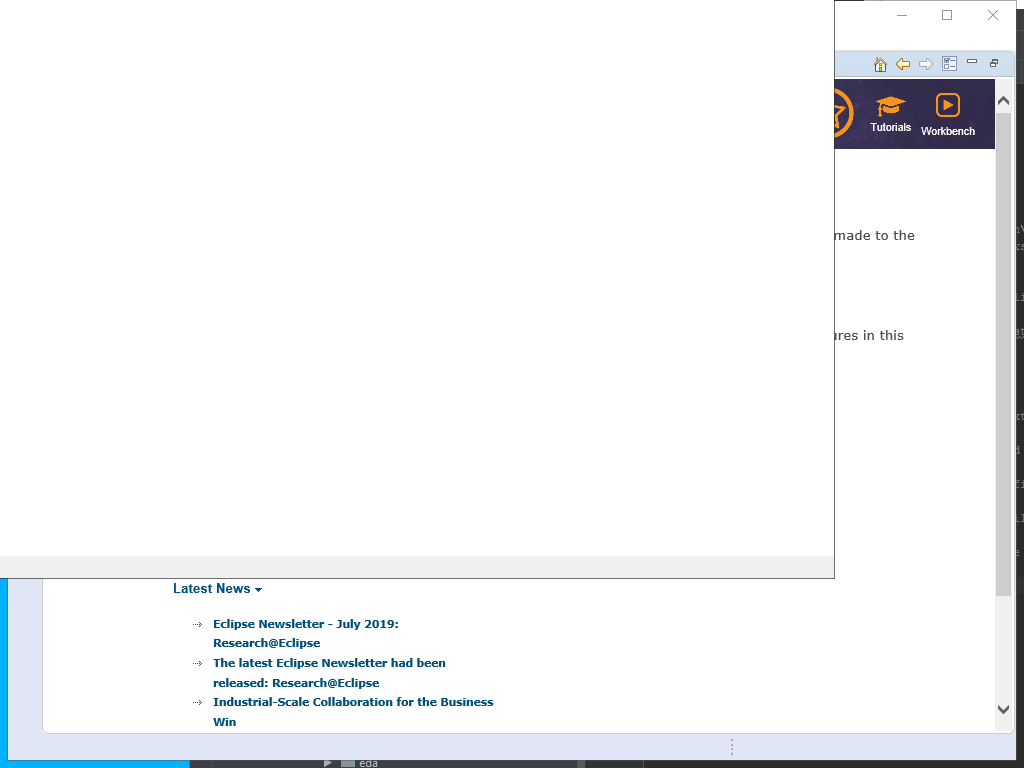 Tutorials
Workbench
made to the
ures in this
Latest News
Eclipse Newsletter - July 2019:
Research@Eclipse
The latest Eclipse Newsletter had been
released: Research@Eclipse
Industrial-Scale Collaboration for the Business
Win
eda